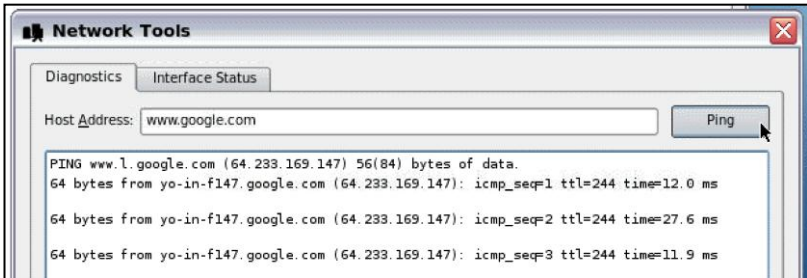 Network Tools
Diagnostics Interface Status
Host Address: www.google.com Ping
PING www.l.google.com (64.233.169.147) 56(84) bytes of data.
64 bytes from yo-in-f147.google.com (64.233.169.147): icmp_seq=1 ttl=244 time=12.0 ms
64 bytes from yo-in-f147.google.com (64.233.169.147): icmp_seq=2 ttl=244 time=27.6 ms
64 bytes from yo-in-f147.google.com (64.233.169.147): icmp_seq=3 ttl=244 time=11.9 ms